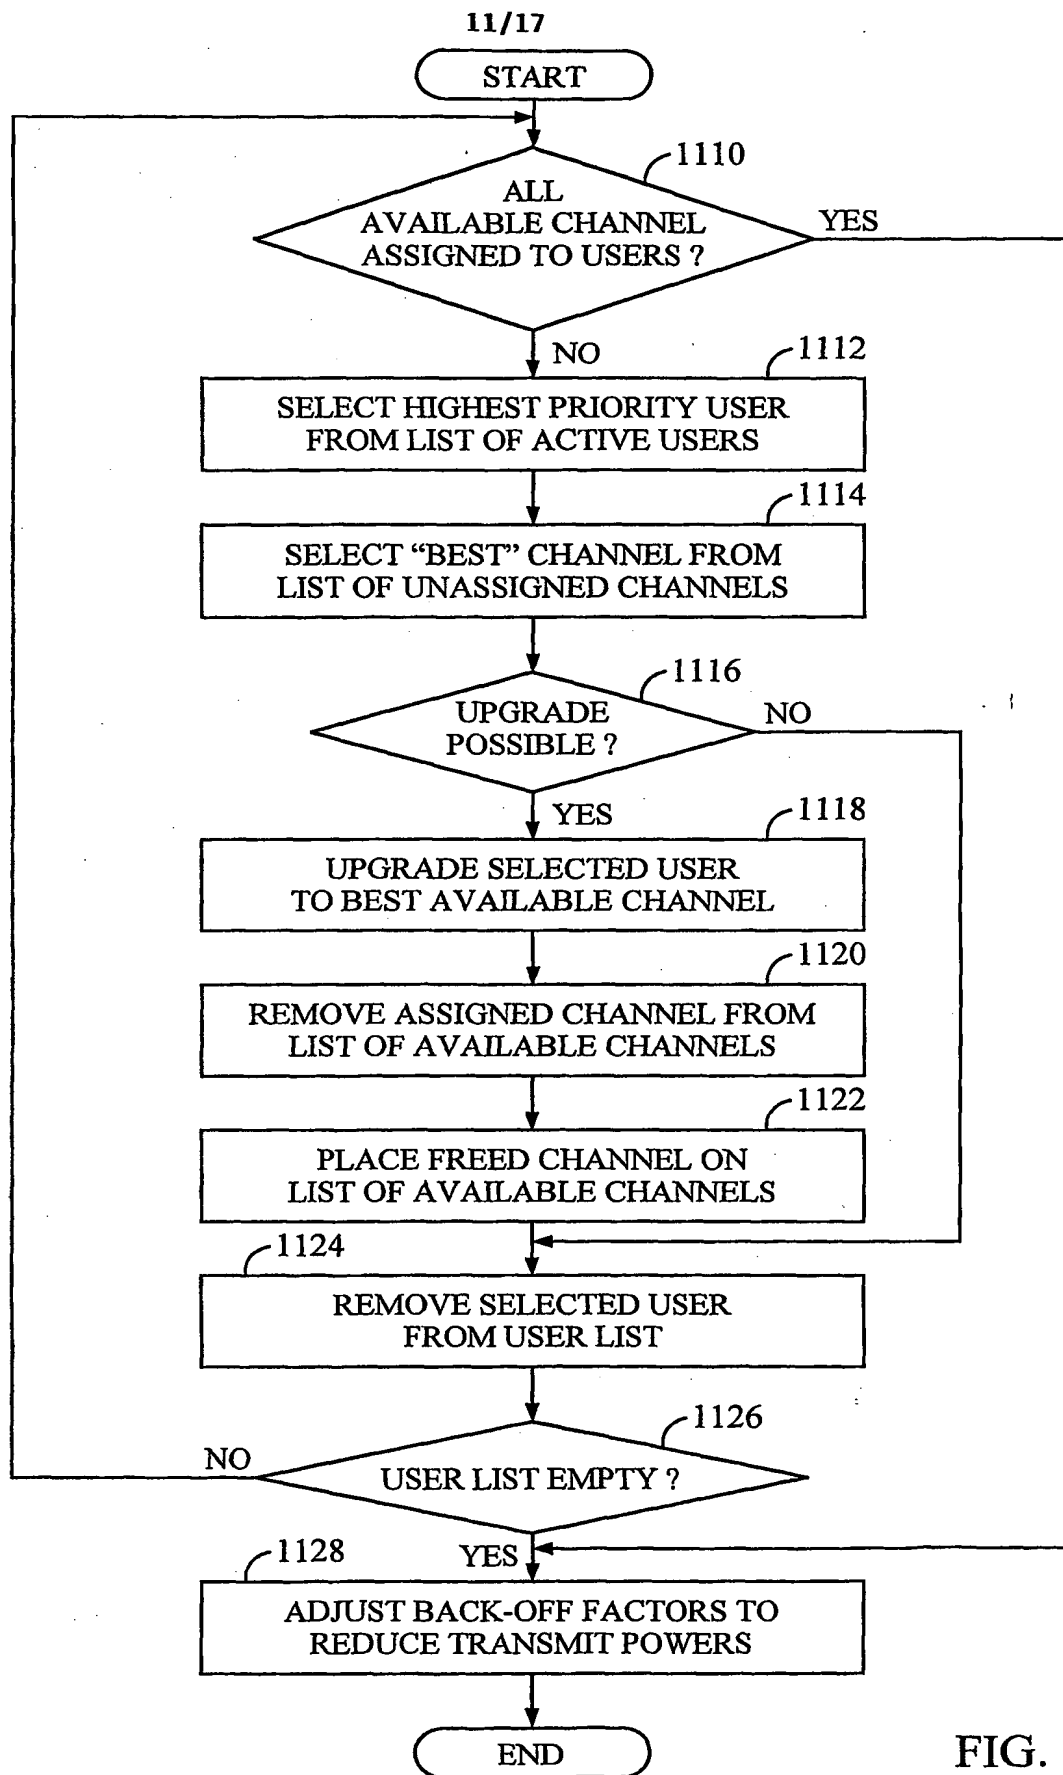 11/17
START
1110
ALL
AVAILABLE CHANNEL
ASSIGNED TO USERS ?
YES
NO
1112
SELECT HIGHEST PRIORITY USER
FROM LIST OF ACTIVE USERS
1114
SELECT “BEST” CHANNEL FROM
LIST OF UNASSIGNED CHANNELS
1116
UPGRADE
POSSIBLE ?
NO
YES
1118
UPGRADE SELECTED USER
TO BEST AVAILABLE CHANNEL
1120
REMOVE ASSIGNED CHANNEL FROM
LIST OF AVAILABLE CHANNELS
1122
PLACE FREED CHANNEL ON
LIST OF AVAILABLE CHANNELS
1124
REMOVE SELECTED USER
FROM USER LIST
1126
NO
USER LIST EMPTY ?
1128
YES
ADJUST BACK-OFF FACTORS TO
REDUCE TRANSMIT POWERS
END
FIG.